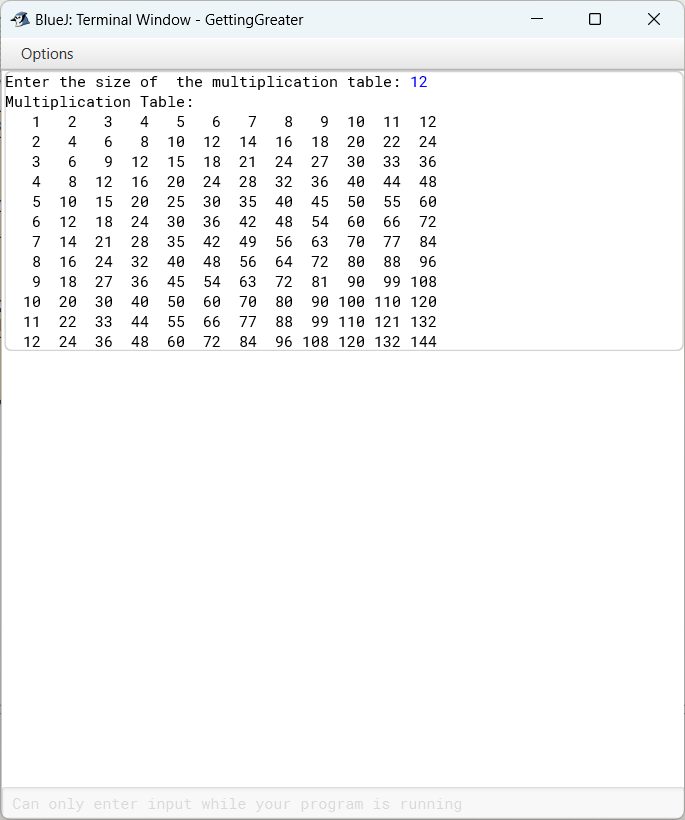 BlueJ: Terminal Window - GettingGreater
Options
Enter the size of  the multiplication table: 12
Multiplication Table:
   1   2   3   4   5   6   7   8   9  10  11  12
   2   4   6   8  10  12  14  16  18  20  22  24
   3   6   9  12  15  18  21  24  27  30  33  36
   4   8  12  16  20  24  28  32  36  40  44  48
   5  10  15  20  25  30  35  40  45  50  55  60
   6  12  18  24  30  36  42  48  54  60  66  72
   7  14  21  28  35  42  49  56  63  70  77  84
   8  16  24  32  40  48  56  64  72  80  88  96
   9  18  27  36  45  54  63  72  81  90  99 108
  10  20  30  40  50  60  70  80  90 100 110 120
  11  22  33  44  55  66  77  88  99 110 121 132
  12  24  36  48  60  72  84  96 108 120 132 144
Can only enter input while your program is running